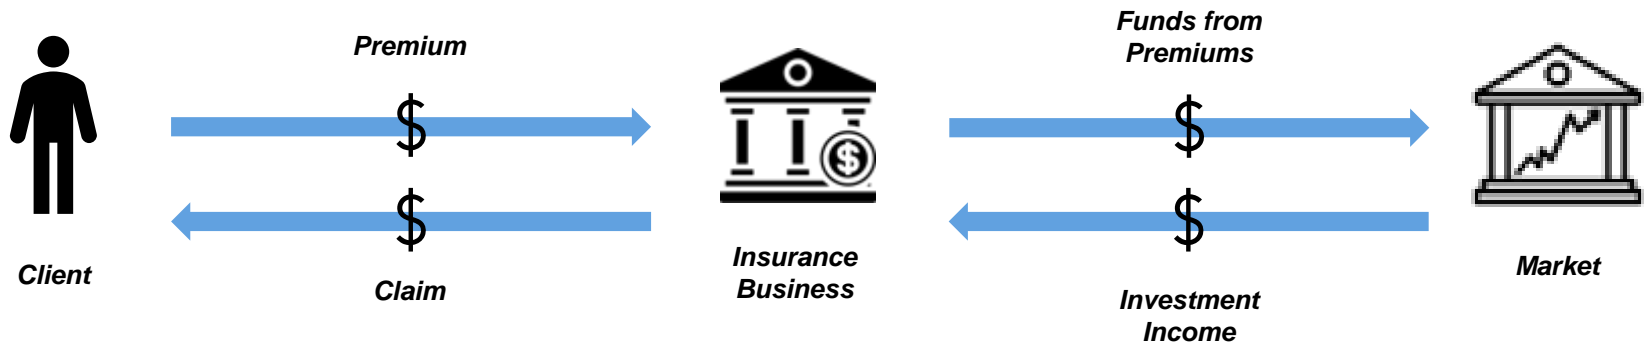 Premium
$
Claim
$
Client
Insurance
Business
$
Funds from
Premiums
$
Investment
Income
$
Market